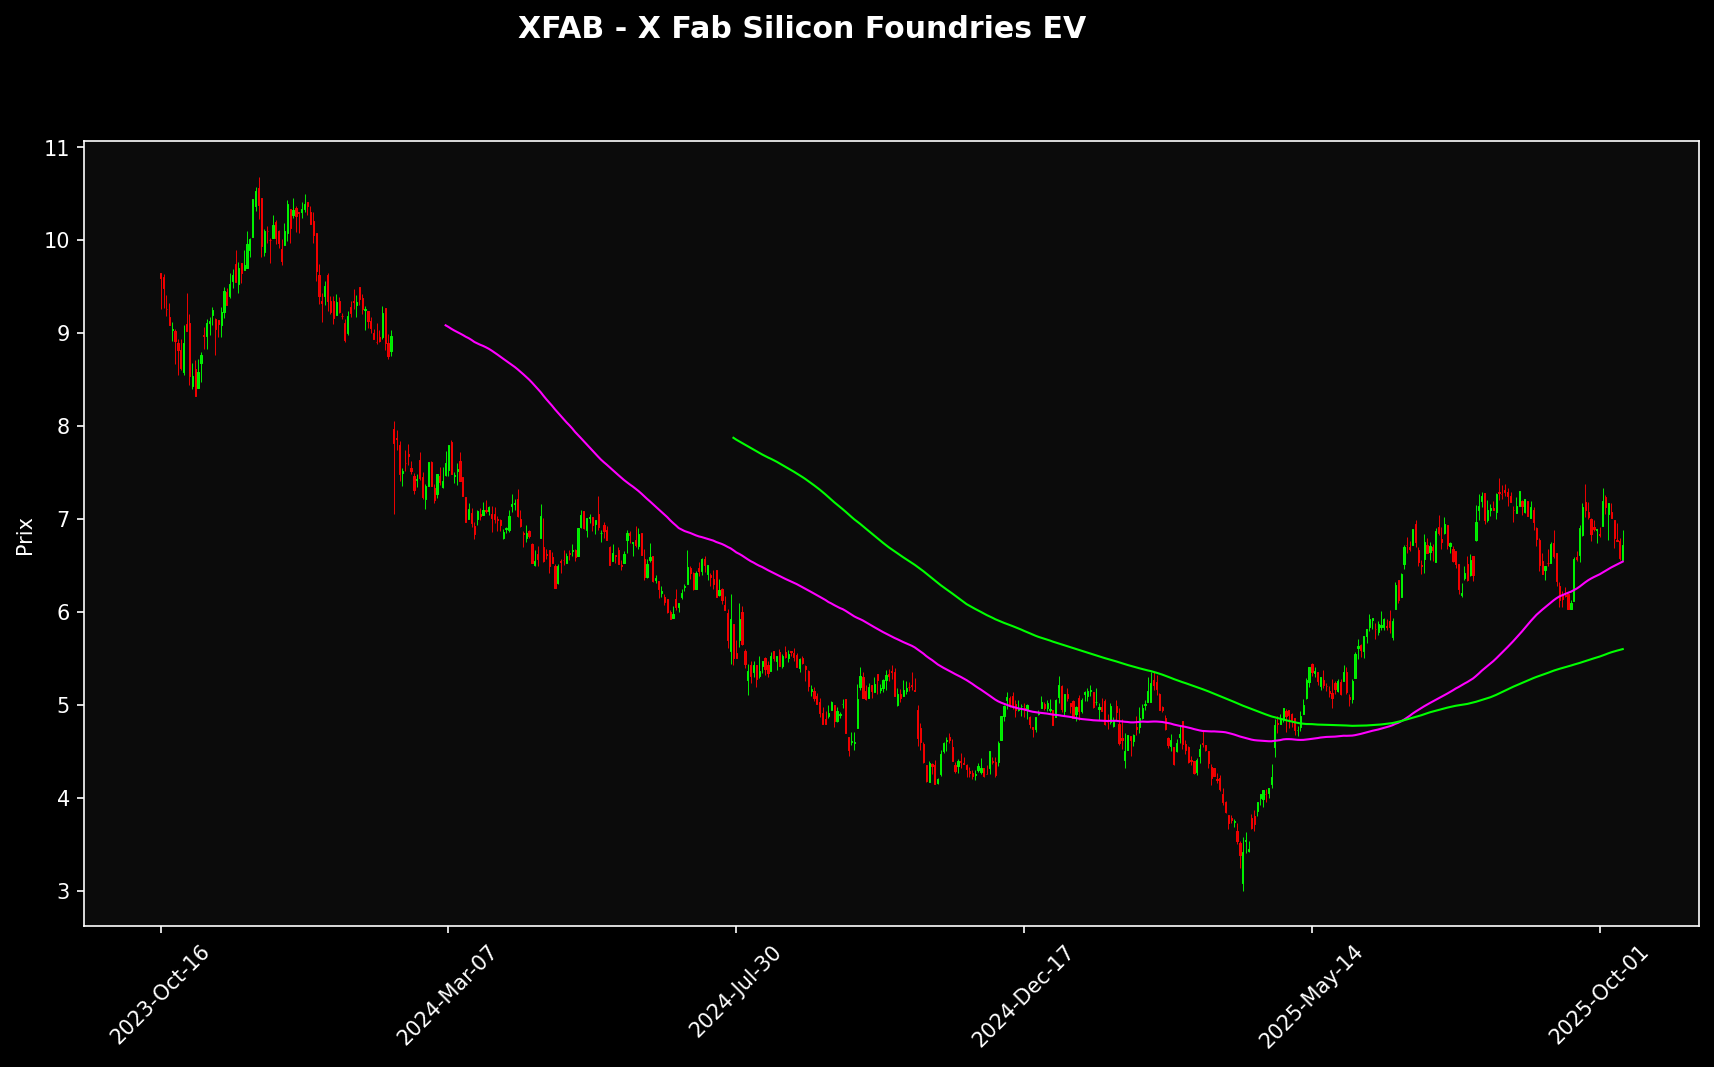 XFAB - X Fab Silicon Foundries EV
11
10
9
8
7
6
5
4
3
Prix
2023-Oct-16
2024-Mar-07
2024-Jul-30
2024-Dec-17
2025-May-14
2025-Oct-01